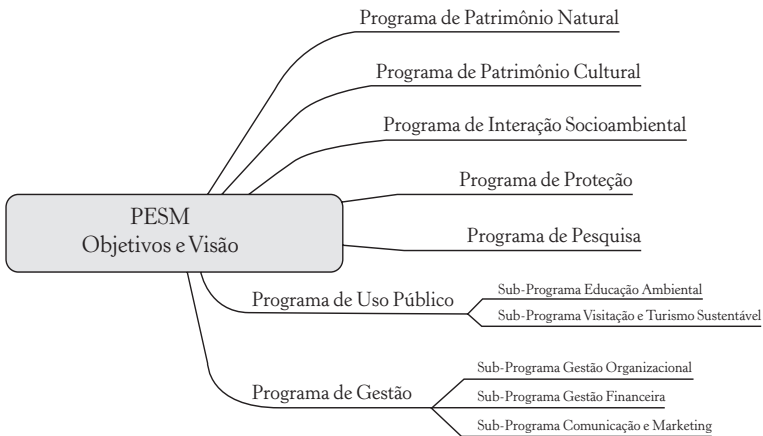 Programa de Patrimônio Natural
Programa de Patrimônio Cultural
Programa de Interação Socioambiental
Programa de Proteção
PESM
Objetivos e Visão
Programa de Pesquisa
Programa de Uso Público
Sub-Programa Educação Ambiental
Sub-Programa Visitação e Turismo Sustentável
Programa de Gestão
Sub-Programa Gestão Organizacional
Sub-Programa Gestão Financeira
Sub-Programa Comunicação e Marketing